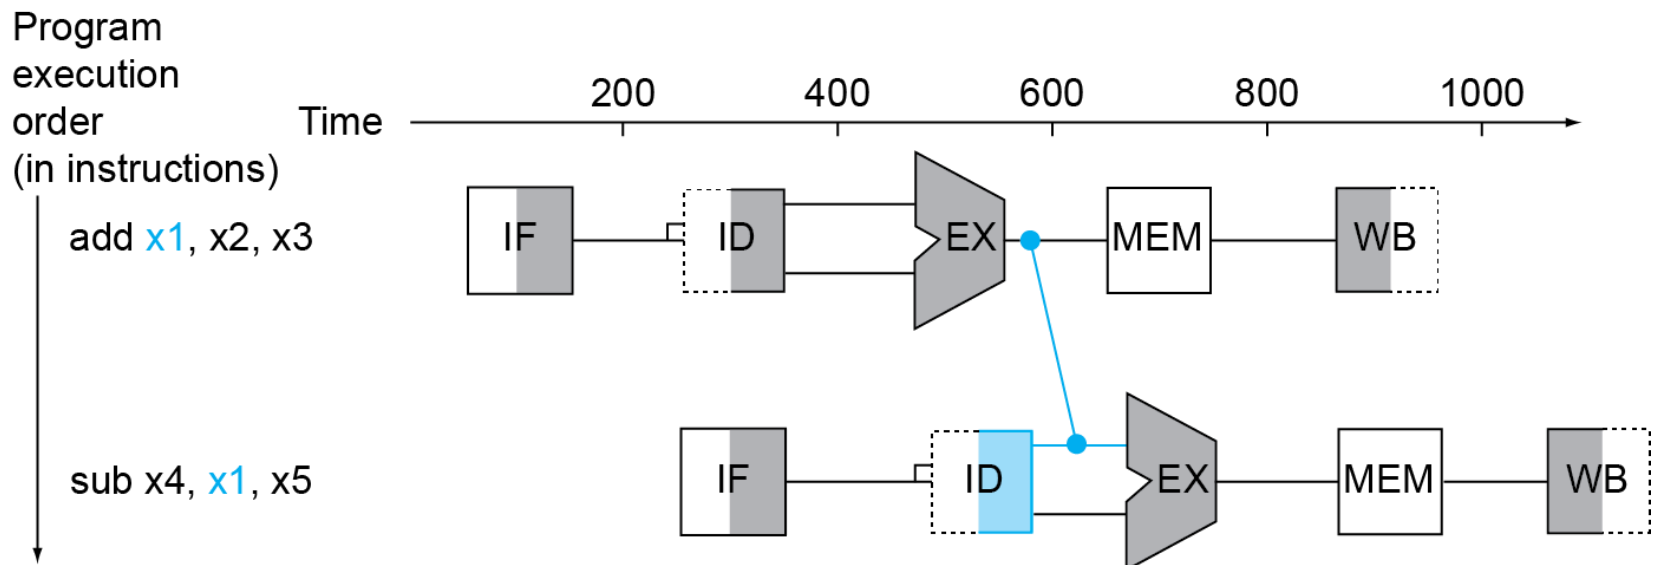 Program
execution
order
(in instructions)
Time
200 400 600 800 1000
add x1, x2, x3
IF ID EX MEM WB
sub x4, x1, x5
IF ID EX MEM WB